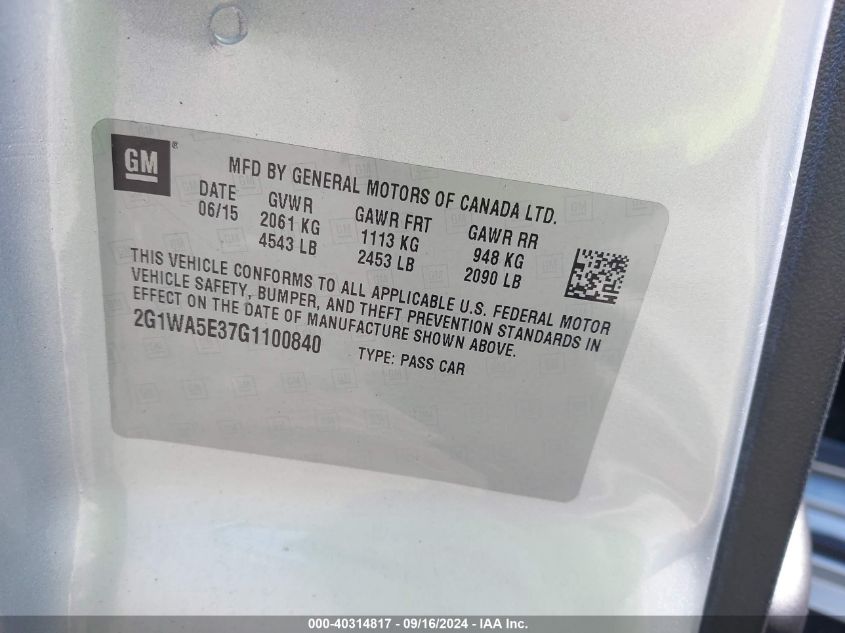 GM ®
MFD BY GENERAL MOTORS OF CANADA LTD.
DATE GVWR GAWR FRT GAWR RR
06/15 2061 KG 1113 KG 948 KG
4543 LB 2453 LB 2090 LB
THIS VEHICLE CONFORMS TO ALL APPLICABLE U.S. FEDERAL MOTOR
VEHICLE SAFETY, BUMPER, AND THEFT PREVENTION STANDARDS IN
EFFECT ON THE DATE OF MANUFACTURE SHOWN ABOVE.
2G1WA5E37G1100840 TYPE: PASS CAR
000-40314817 - 09/16/2024 - IAA Inc.